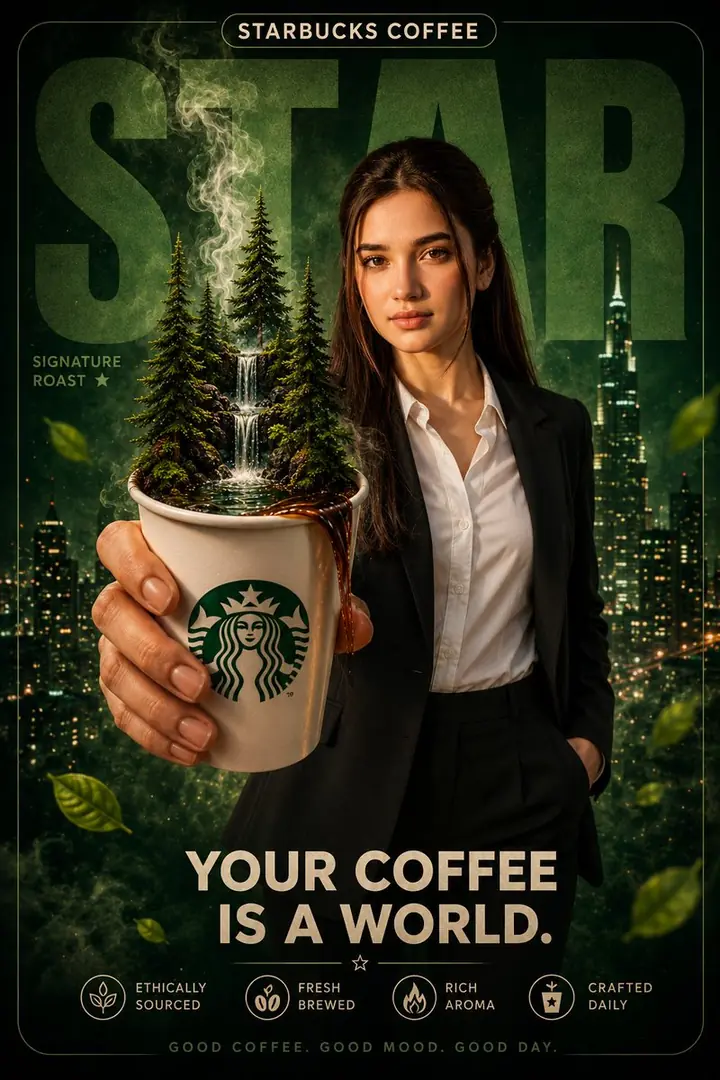 STARBUCKS COFFEE
STAR
SIGNATURE
ROAST
TM
YOUR COFFEE
IS A WORLD.
ETHICALLY
SOURCED
FRESH
BREWED
RICH
AROMA
CRAFTED
DAILY
GOOD COFFEE. GOOD MOOD. GOOD DAY.